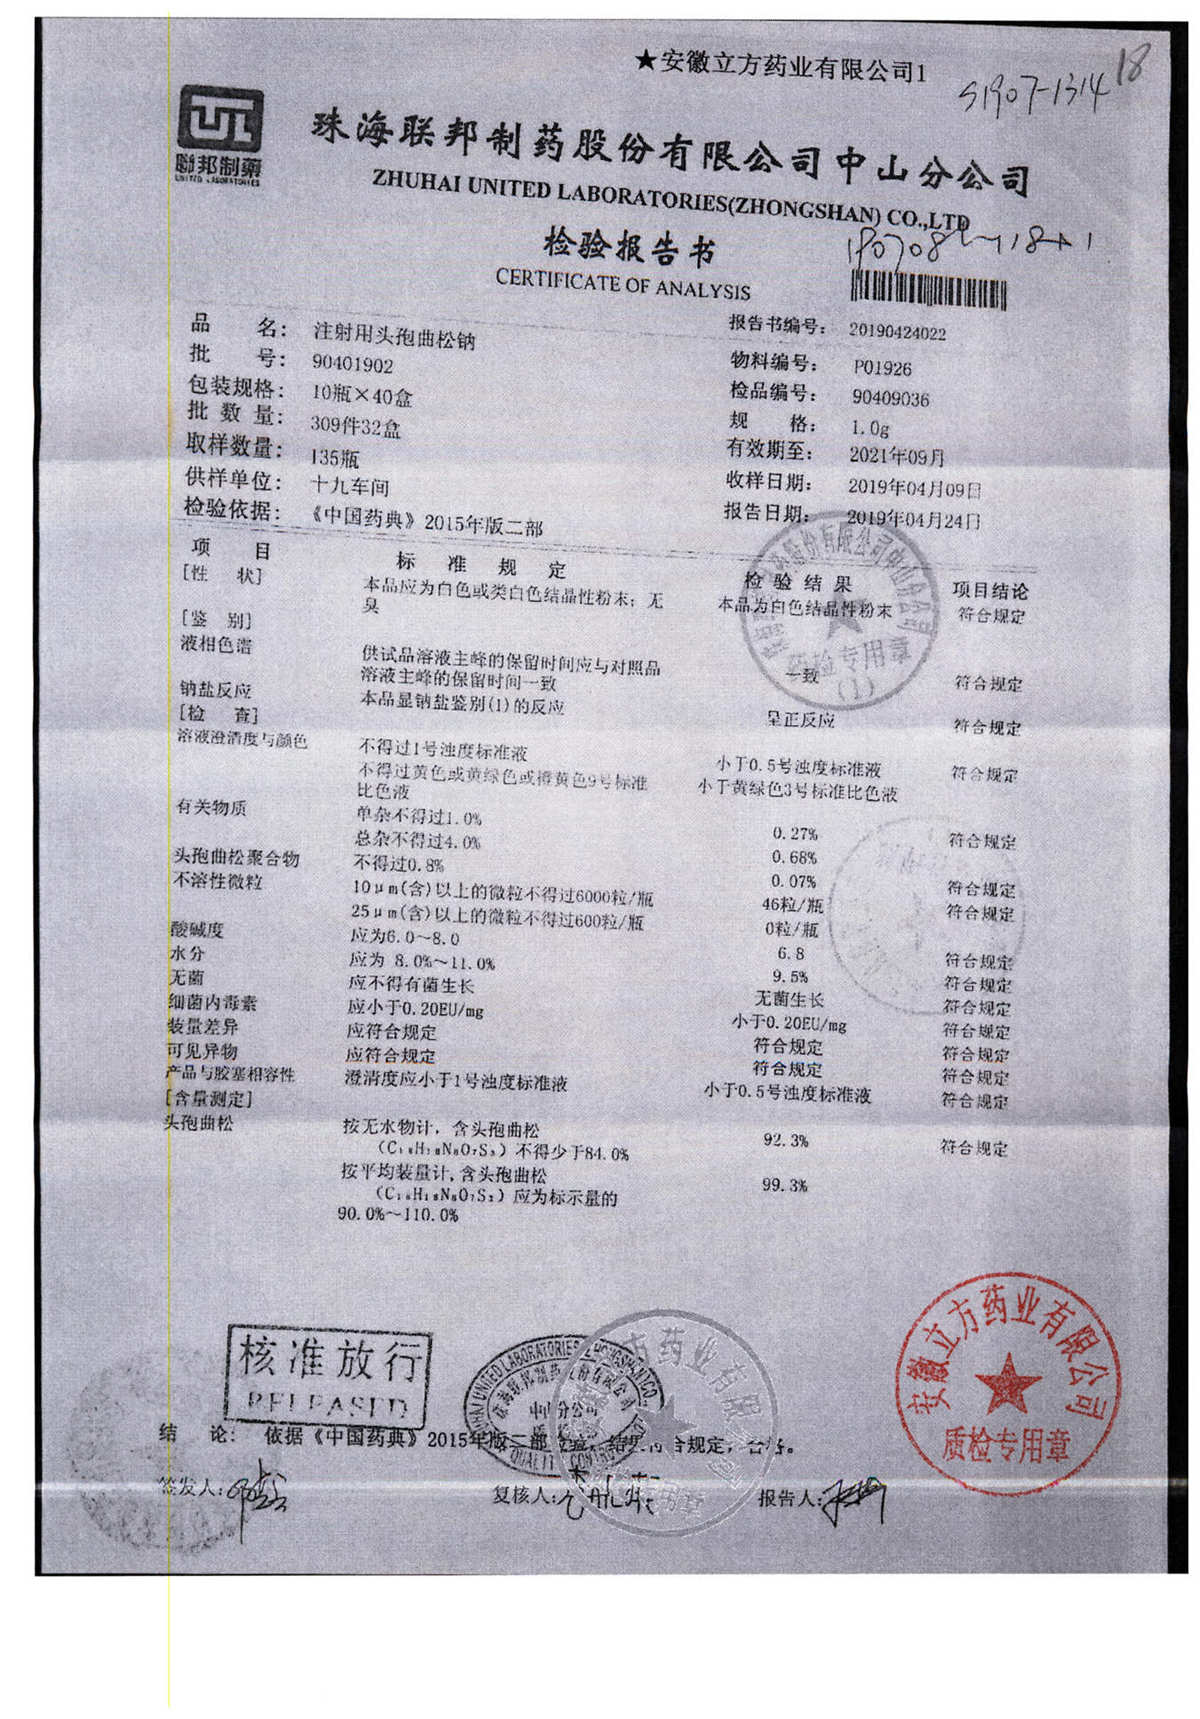 ★安徽立方药业有限公司1
S1907-1314 18
聯邦制藥
UNITED LABORATORIES
珠海联邦制药股份有限公司中山分公司
ZHUHAI UNITED LABORATORIES(ZHONGSHAN) CO.,LTD
检验报告书
CERTIFICATE OF ANALYSIS
品 名: 注射用头孢曲松钠 报告书编号: 20190424022
批 号: 90401902 物料编号: P01926
包装规格: 10瓶×40盒 检品编号: 90409036
批 数 量: 309件32盒 规 格: 1.0g
取样数量: 135瓶 有效期至: 2021年09月
供样单位: 十九车间 收样日期: 2019年04月09日
检验依据: 《中国药典》2015年版二部 报告日期: 2019年04月24日
项 目 标 准 规 定 检 验 结 果 项目结论
[性 状] 本品应为白色或类白色结晶性粉末; 无臭 本品为白色结晶性粉末 符合规定
[鉴 别]
液相色谱 供试品溶液主峰的保留时间应与对照品
溶液主峰的保留时间一致 一致 符合规定
钠盐反应 本品显钠盐鉴别(1)的反应 呈正反应 符合规定
[检 查]
溶液澄清度与颜色 不得过1号浊度标准液 小于0.5号浊度标准液 符合规定
不得过黄色或黄绿色或橙黄色9号标准
比色液 小于黄绿色3号标准比色液
有关物质 单杂不得过1.0% 0.27% 符合规定
总杂不得过4.0% 0.68%
头孢曲松聚合物 不得过0.8% 0.07% 符合规定
不溶性微粒 10μm(含)以上的微粒不得过6000粒/瓶 46粒/瓶 符合规定
25μm(含)以上的微粒不得过600粒/瓶 0粒/瓶
酸碱度 应为6.0~8.0 6.8 符合规定
水分 应为 8.0%~11.0% 9.5% 符合规定
无菌 应不得有菌生长 无菌生长 符合规定
细菌内毒素 应小于0.20EU/mg 小于0.20EU/mg 符合规定
装量差异 应符合规定 符合规定 符合规定
可见异物 应符合规定 符合规定 符合规定
产品与胶塞相容性 澄清度应小于1号浊度标准液 小于0.5号浊度标准液 符合规定
[含量测定]
头孢曲松 按无水物计, 含头孢曲松
(C₁₈H₁₈N₈O₇S₃) 不得少于84.0% 92.3% 符合规定
按平均装量计, 含头孢曲松
(C₁₈H₁₈N₈O₇S₃) 应为标示量的
90.0%~110.0% 99.3%
核准放行
RELEASED
中山分公司
安徽立方药业有限公司
质检专用章
药检专用章
(1)
结 论: 依据《中国药典》2015年版二部检验, 结果符合规定, 合格。
签发人: 复核人: 报告人: